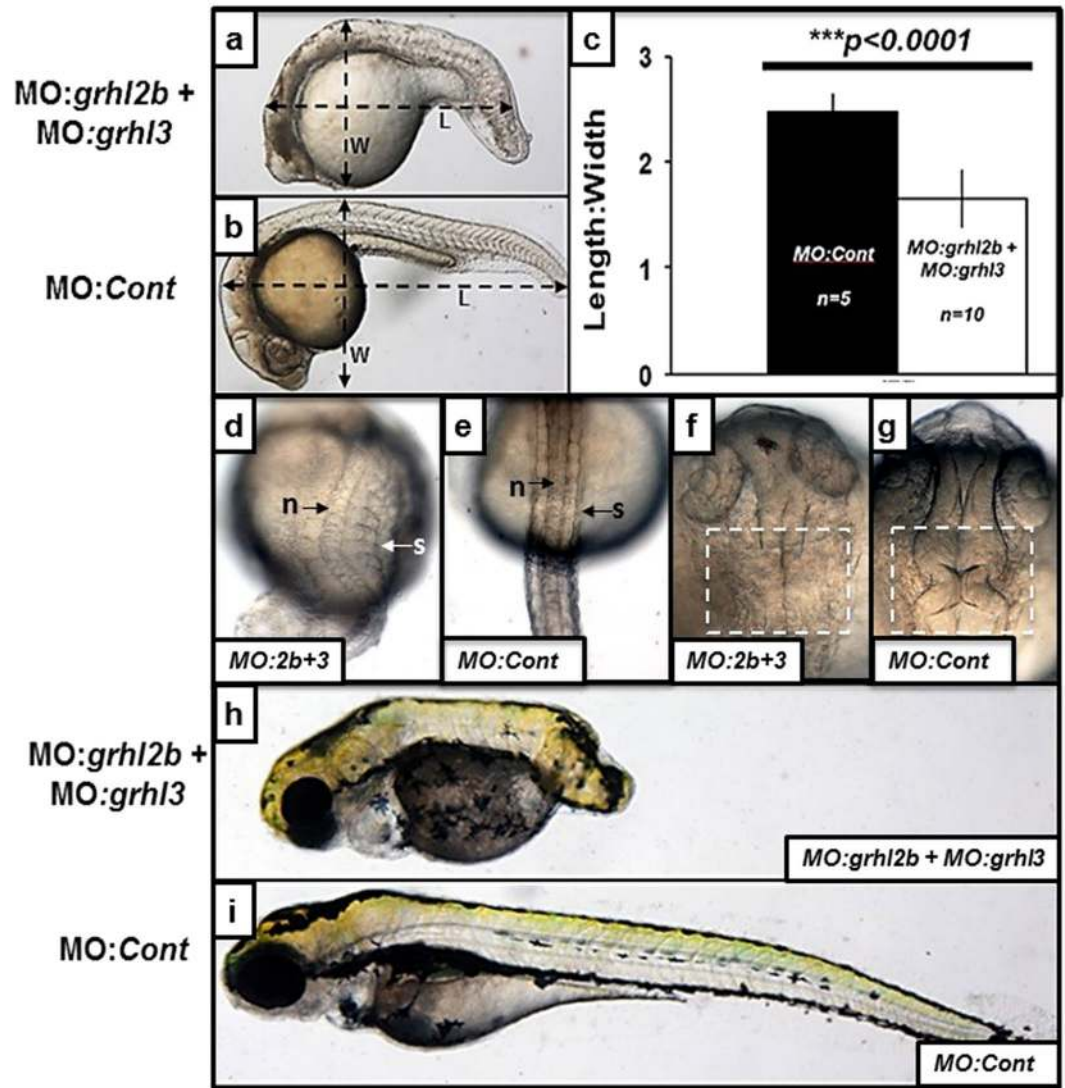 MO:grhl2b +
MO:grhl3
a
L
W
b
MO:Cont
L
W
c
***p<0.0001
Length:Width
3
2
1
0
MO:Cont
n=5
MO:grhl2b +
MO:grhl3
n=10
d
n
s
MO:2b+3
e
n
s
MO:Cont
f
MO:2b+3
g
MO:Cont
MO:grhl2b +
MO:grhl3
h
MO:grhl2b + MO:grhl3
MO:Cont
i
MO:Cont